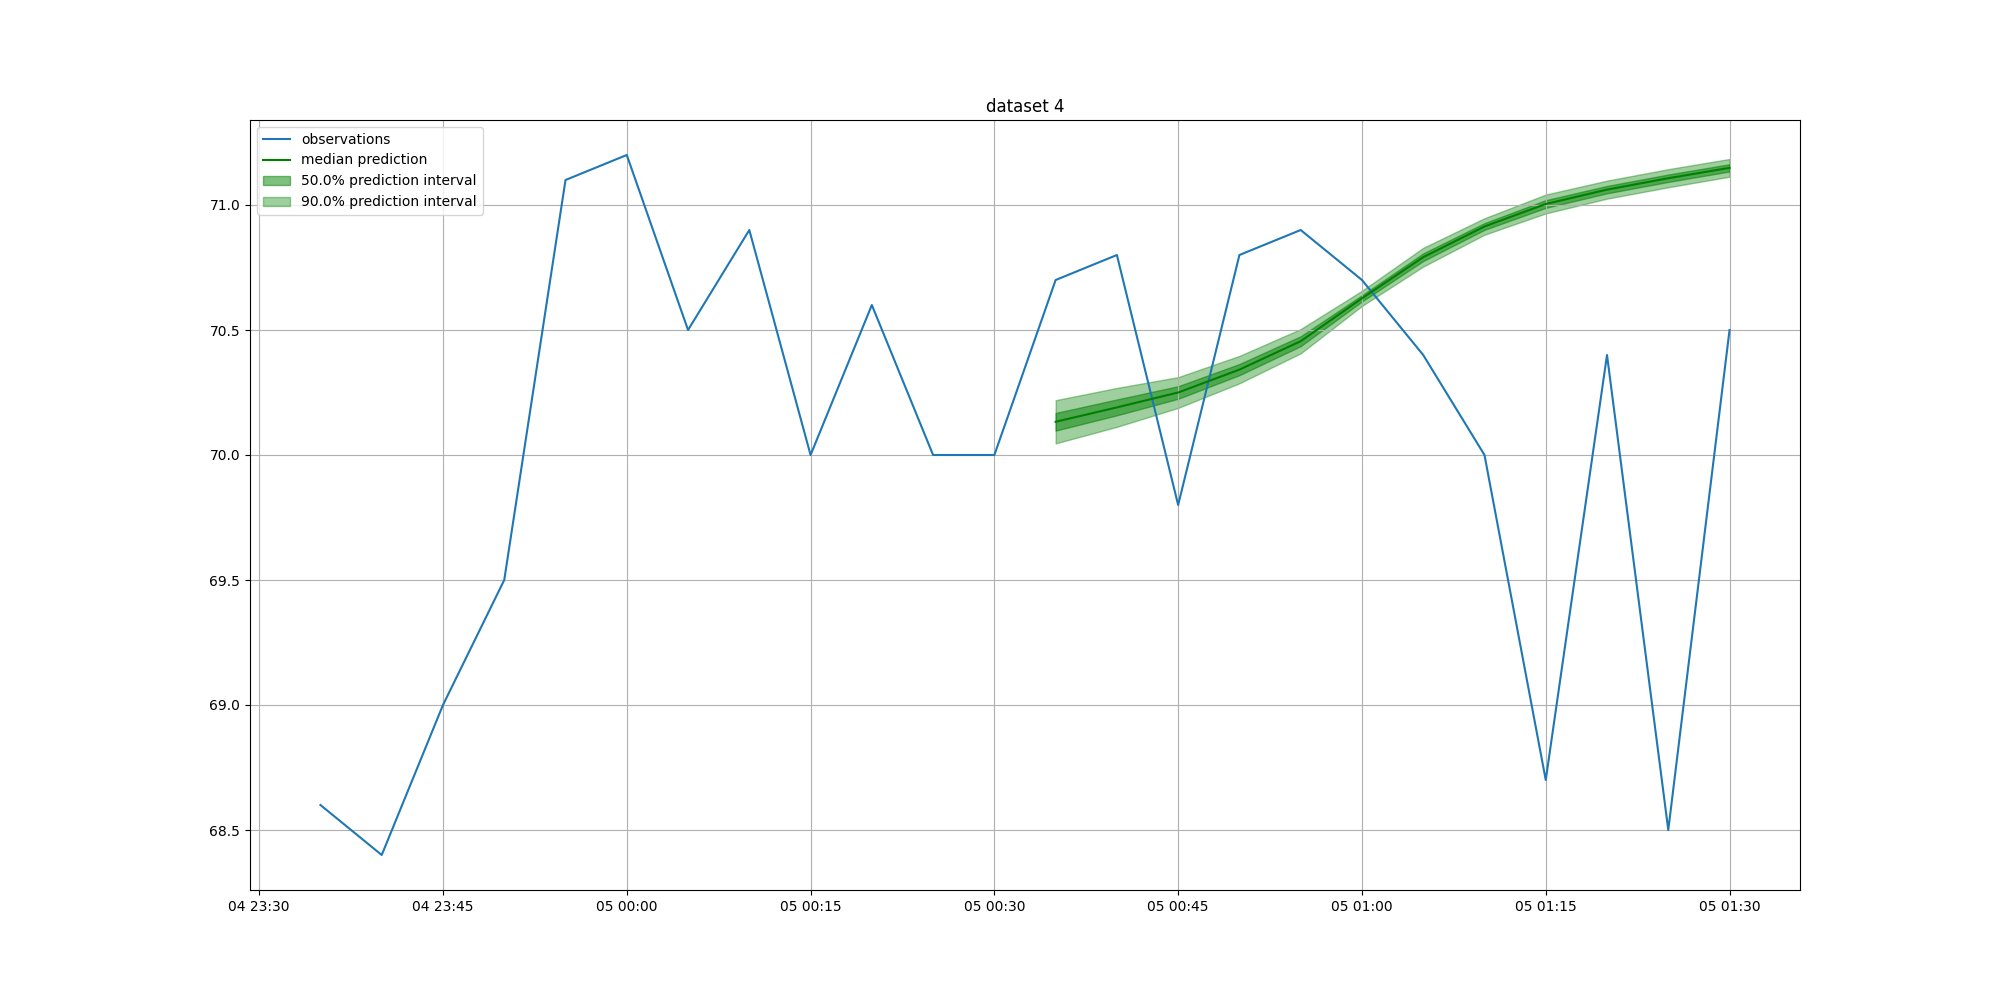 dataset 4
observations
median prediction
50.0% prediction interval
90.0% prediction interval
71.0
70.5
70.0
69.5
69.0
68.5
04 23:30 04 23:45 05 00:00 05 00:15 05 00:30 05 00:45 05 01:00 05 01:15 05 01:30